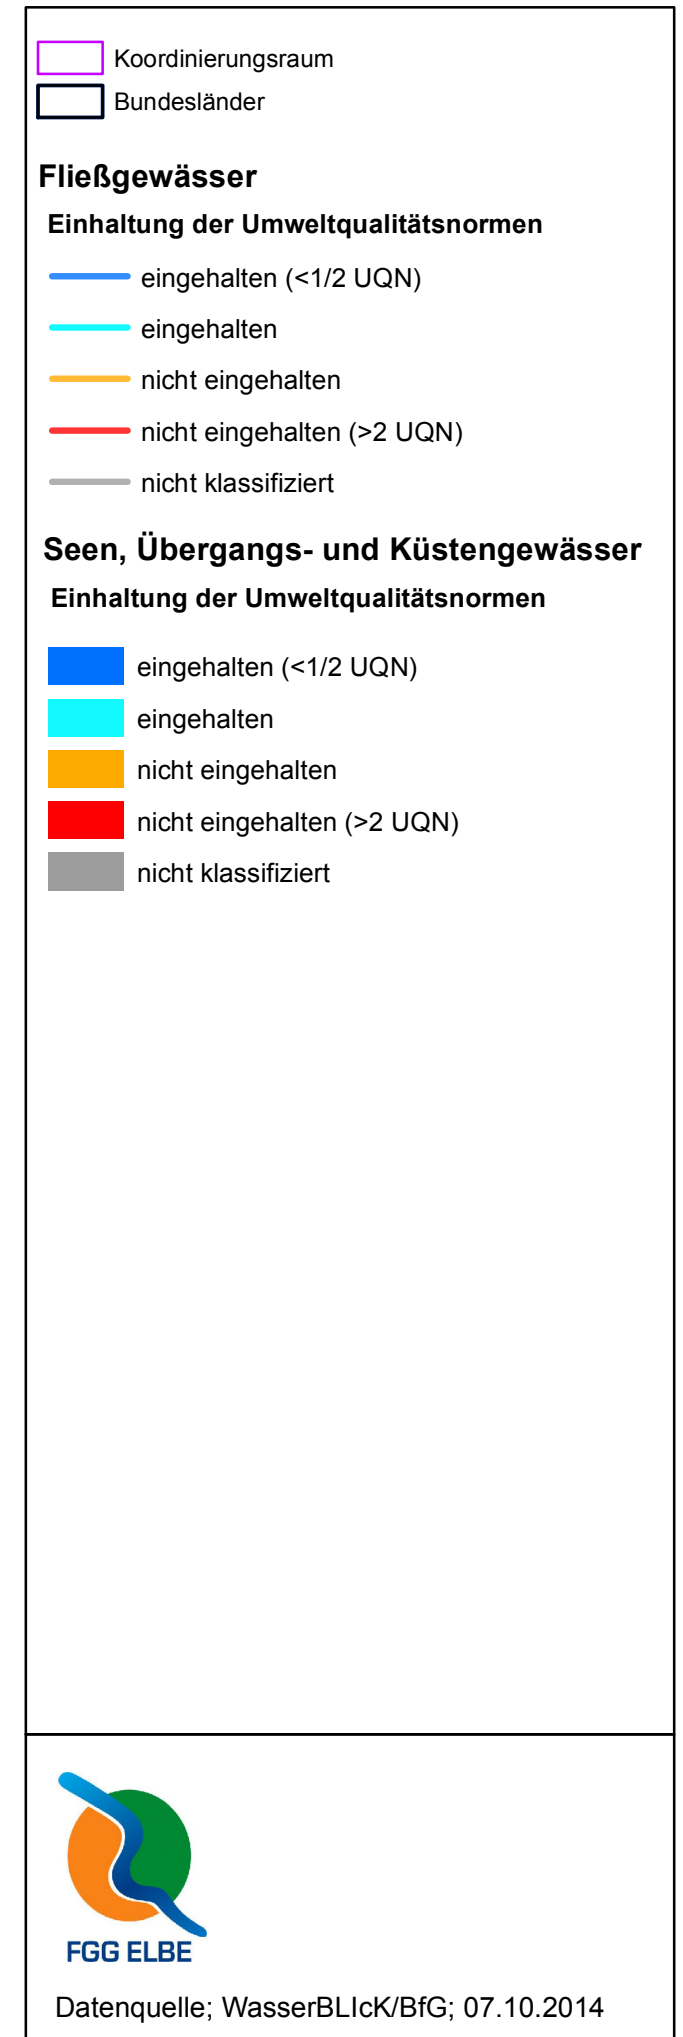 Koordinierungsraum
Bundesländer
Fließgewässer
Einhaltung der Umweltqualitätsnormen
eingehalten (<1/2 UQN)
eingehalten
nicht eingehalten
nicht eingehalten (>2 UQN)
nicht klassifiziert
Seen, Übergangs- und Küstengewässer
Einhaltung der Umweltqualitätsnormen
eingehalten (<1/2 UQN)
eingehalten
nicht eingehalten
nicht eingehalten (>2 UQN)
nicht klassifiziert
FGG ELBE
Datenquelle; WasserBLIcK/BfG; 07.10.2014